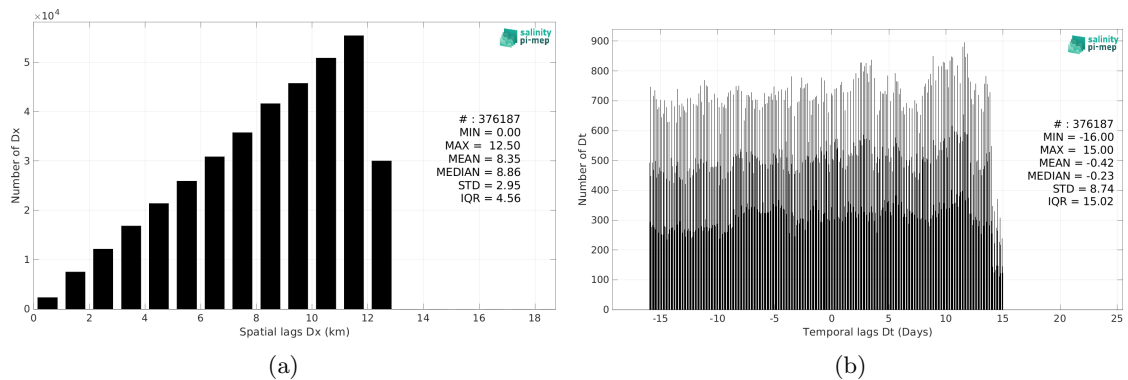 ×10⁴
salinity
pi-mep
5
4
3
2
1
0
Number of Dx
# : 376187
MIN = 0.00
MAX = 12.50
MEAN = 8.35
MEDIAN = 8.86
STD = 2.95
IQR = 4.56
0 2 4 6 8 10 12 14 16 18
Spatial lags Dx (km)
(a)
salinity
pi-mep
900
800
700
600
500
400
300
200
100
0
Number of Dt
# : 376187
MIN = -16.00
MAX = 15.00
MEAN = -0.42
MEDIAN = -0.23
STD = 8.74
IQR = 15.02
-15 -10 -5 0 5 10 15 20 25
Temporal lags Dt (Days)
(b)